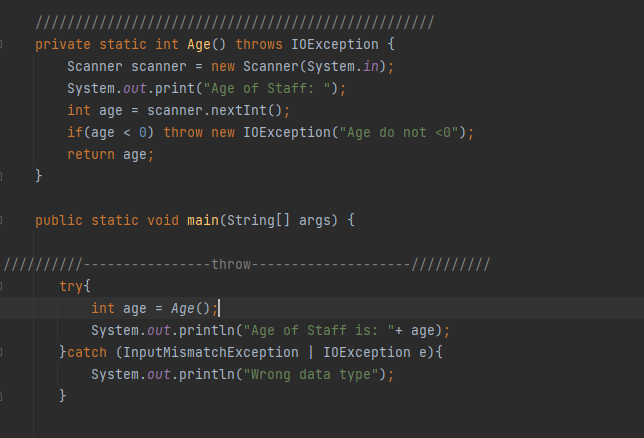 //////////////////////////////////////////////////
private static int Age() throws IOException {
Scanner scanner = new Scanner(System.in);
System.out.print("Age of Staff: ");
int age = scanner.nextInt();
if(age < 0) throw new IOException("Age do not <0");
return age;
}
public static void main(String[] args) {
//////////----------------throw--------------------//////////
try{
int age = Age();
System.out.println("Age of Staff is: "+ age);
}catch (InputMismatchException | IOException e){
System.out.println("Wrong data type");
}